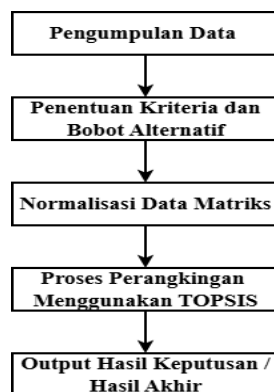 Pengumpulan Data
Penentuan Kriteria dan
Bobot Alternatif
Normalisasi Data Matriks
Proses Perangkingan
Menggunakan TOPSIS
Output Hasil Keputusan /
Hasil Akhir